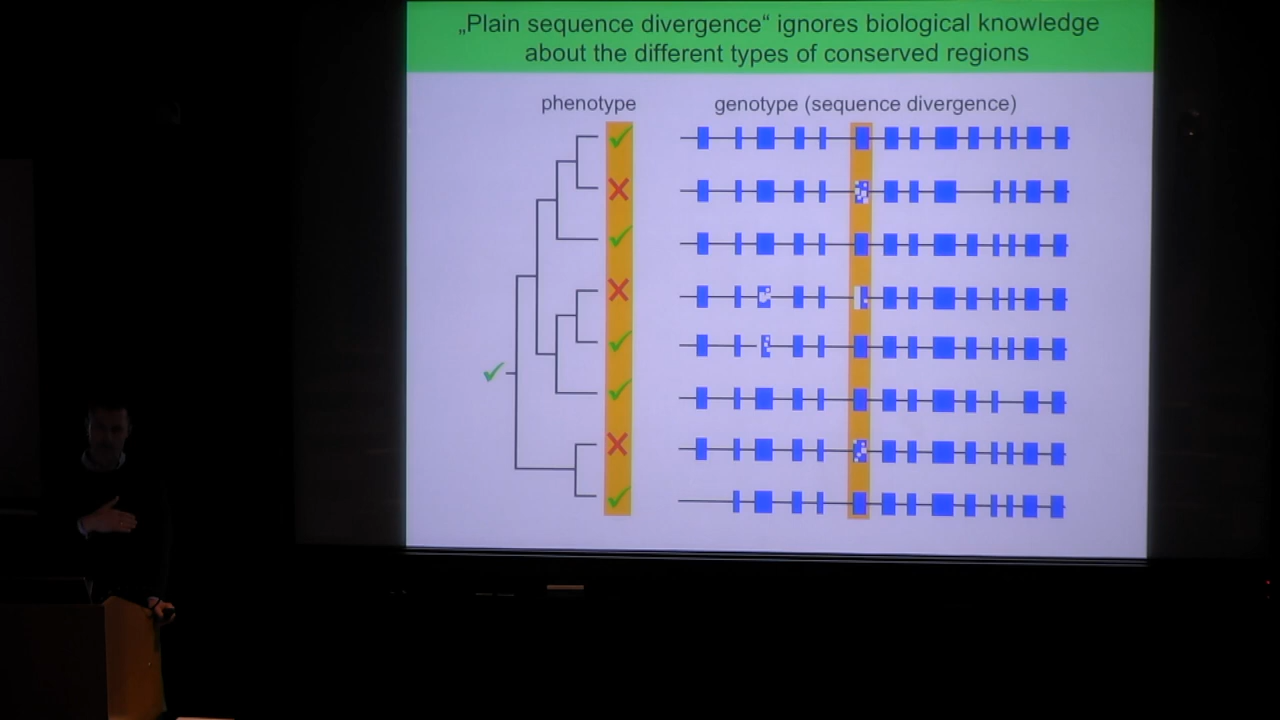 „Plain sequence divergence“ ignores biological knowledge
about the different types of conserved regions
phenotype
genotype (sequence divergence)